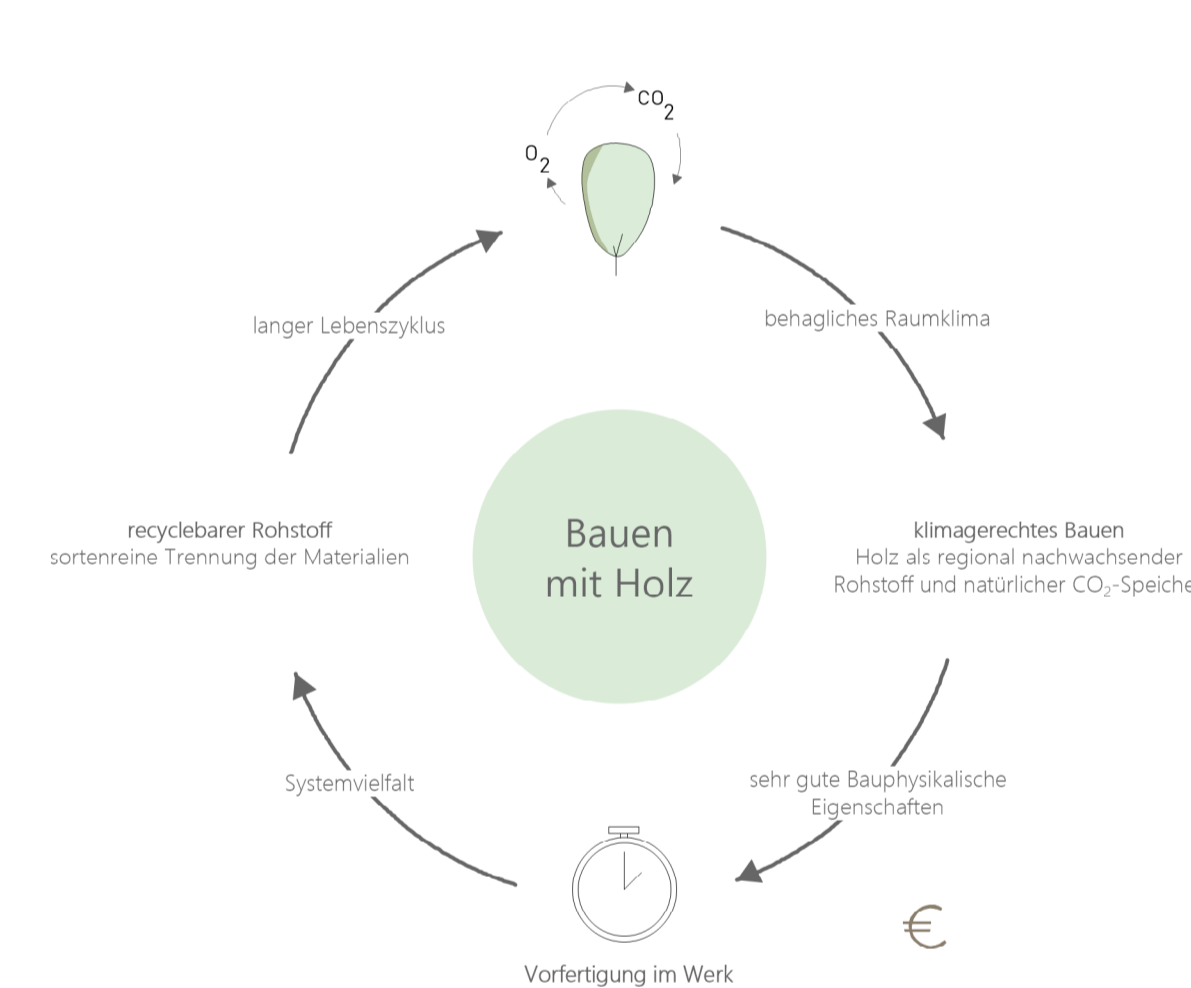 CO₂
O₂
langer Lebenszyklus
behagliches Raumklima
Bauen
mit Holz
recyclebarer Rohstoff
sortenreine Trennung der Materialien
klimagerechtes Bauen
Holz als regional nachwachsender
Rohstoff und natürlicher CO₂-Speiche
Systemvielfalt
sehr gute Bauphysikalische
Eigenschaften
€
Vorfertigung im Werk